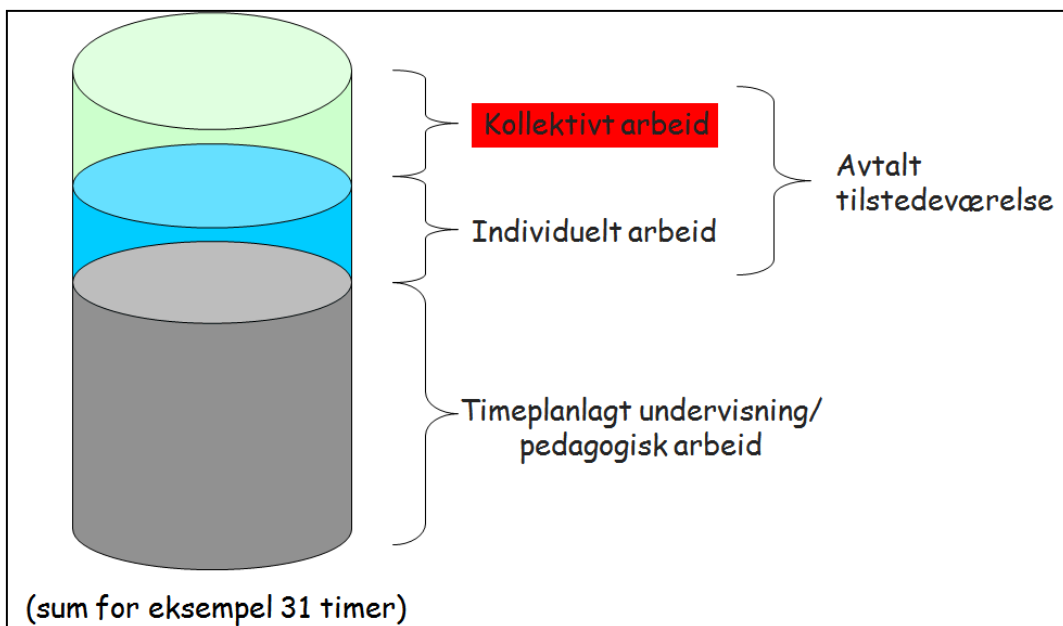 Kollektivt arbeid
Avtalt
tilstedeværelse
Individuelt arbeid
Timeplanlagt undervisning/
pedagogisk arbeid
(sum for eksempel 31 timer)